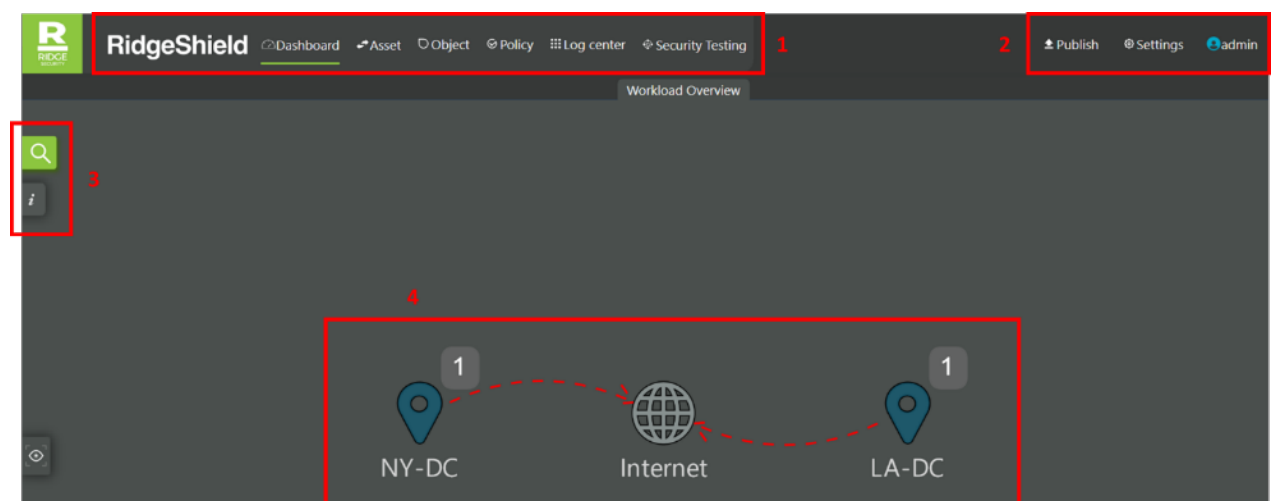 R
RIDGE
SECURITY
RidgeShield Dashboard Asset Object Policy Log center Security Testing 1 2 Publish Settings admin
Workload Overview
3
i
4
1 1
NY-DC Internet LA-DC